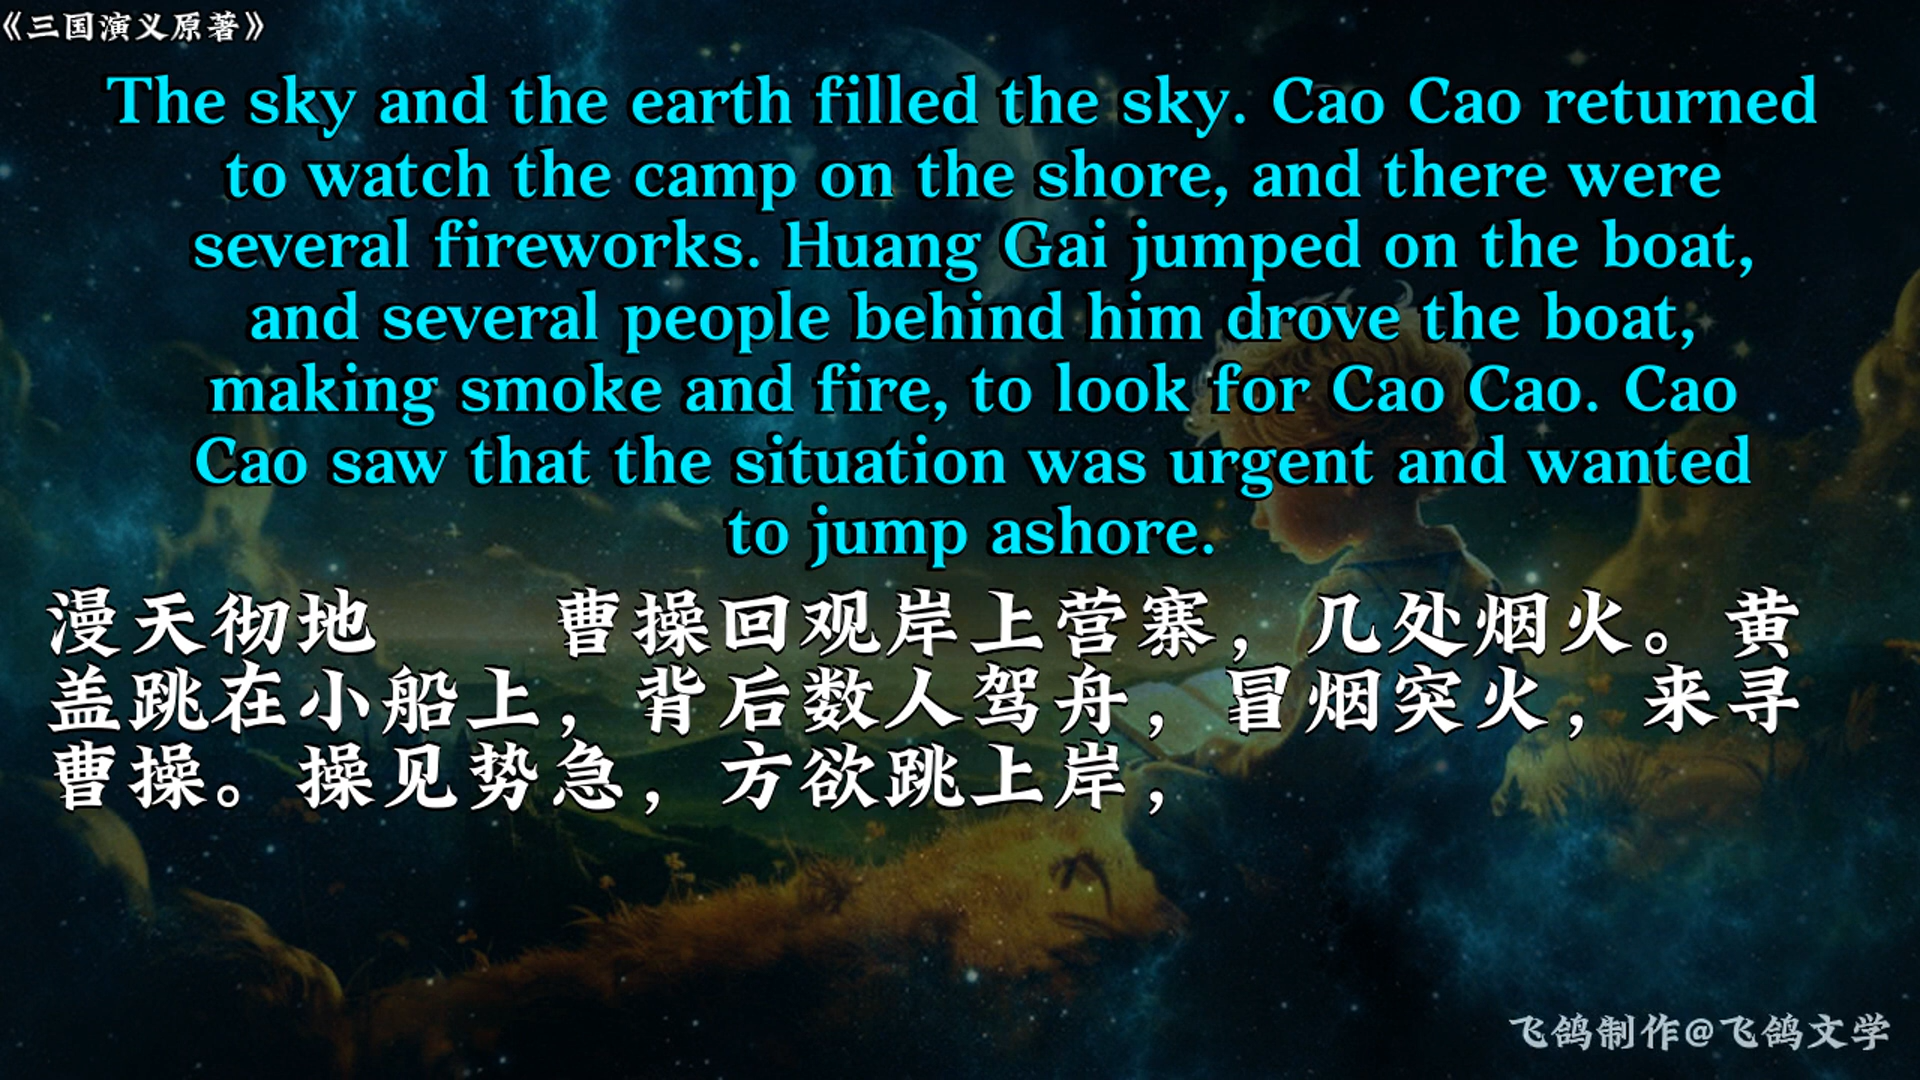 《三国演义原著》
The sky and the earth filled the sky. Cao Cao returned
to watch the camp on the shore, and there were
several fireworks. Huang Gai jumped on the boat,
and several people behind him drove the boat,
making smoke and fire, to look for Cao Cao. Cao
Cao saw that the situation was urgent and wanted
to jump ashore.
漫天彻地　　曹操回观岸上营寨，几处烟火。黄
盖跳在小船上，背后数人驾舟，冒烟突火，来寻
曹操。操见势急，方欲跳上岸，
飞鸽制作@飞鸽文学